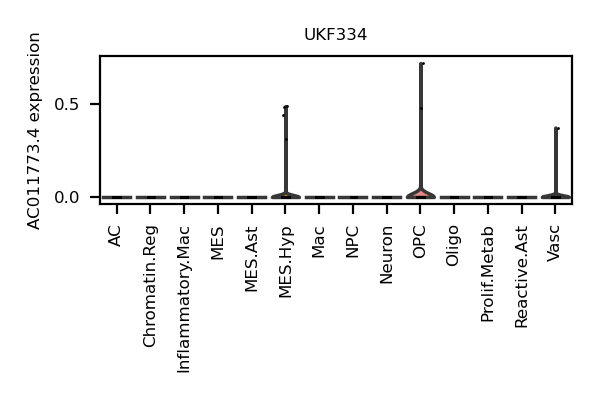 UKF334
AC011773.4 expression
0.5
0.0
AC
Chromatin.Reg
Inflammatory.Mac
MES
MES.Ast
MES.Hyp
Mac
NPC
Neuron
OPC
Oligo
Prolif.Metab
Reactive.Ast
Vasc